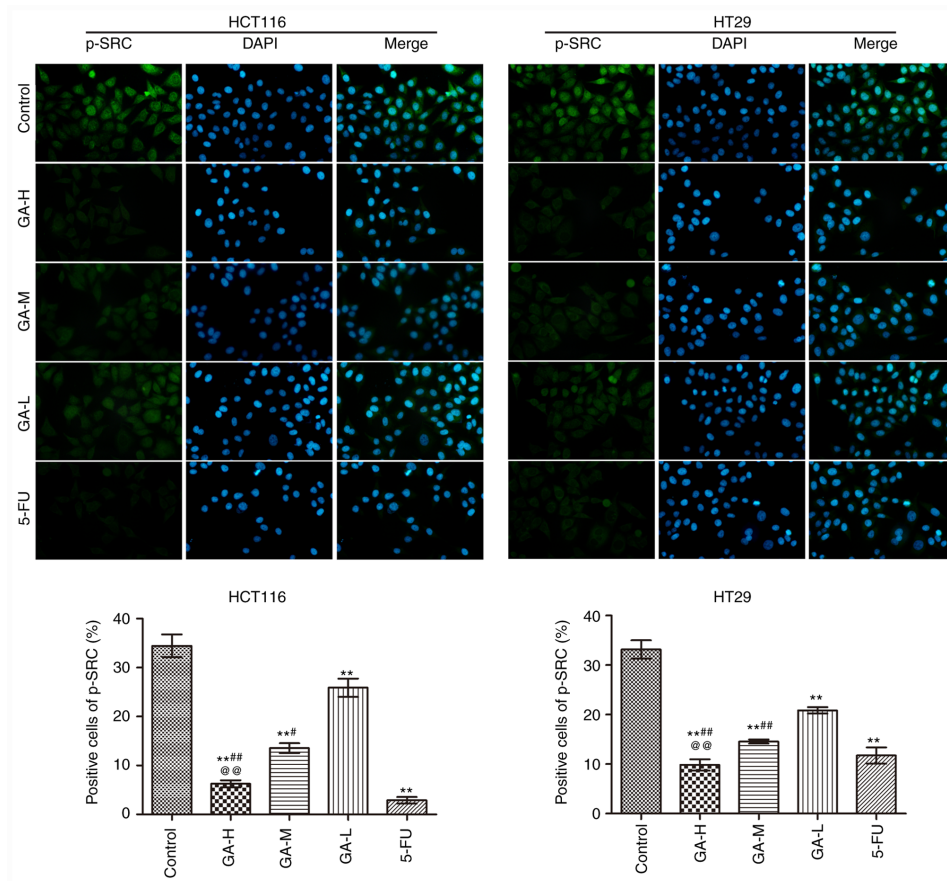 HCT116
p-SRC DAPI Merge
HT29
p-SRC DAPI Merge
Control
GA-H
GA-M
GA-L
5-FU
HCT116
Positive cells of p-SRC (%)
40
30
20
10
0
**##
@@
**#
**
**
Control GA-H GA-M GA-L 5-FU
HT29
Positive cells of p-SRC (%)
40
30
20
10
0
**##
@@
**##
**
**
Control GA-H GA-M GA-L 5-FU